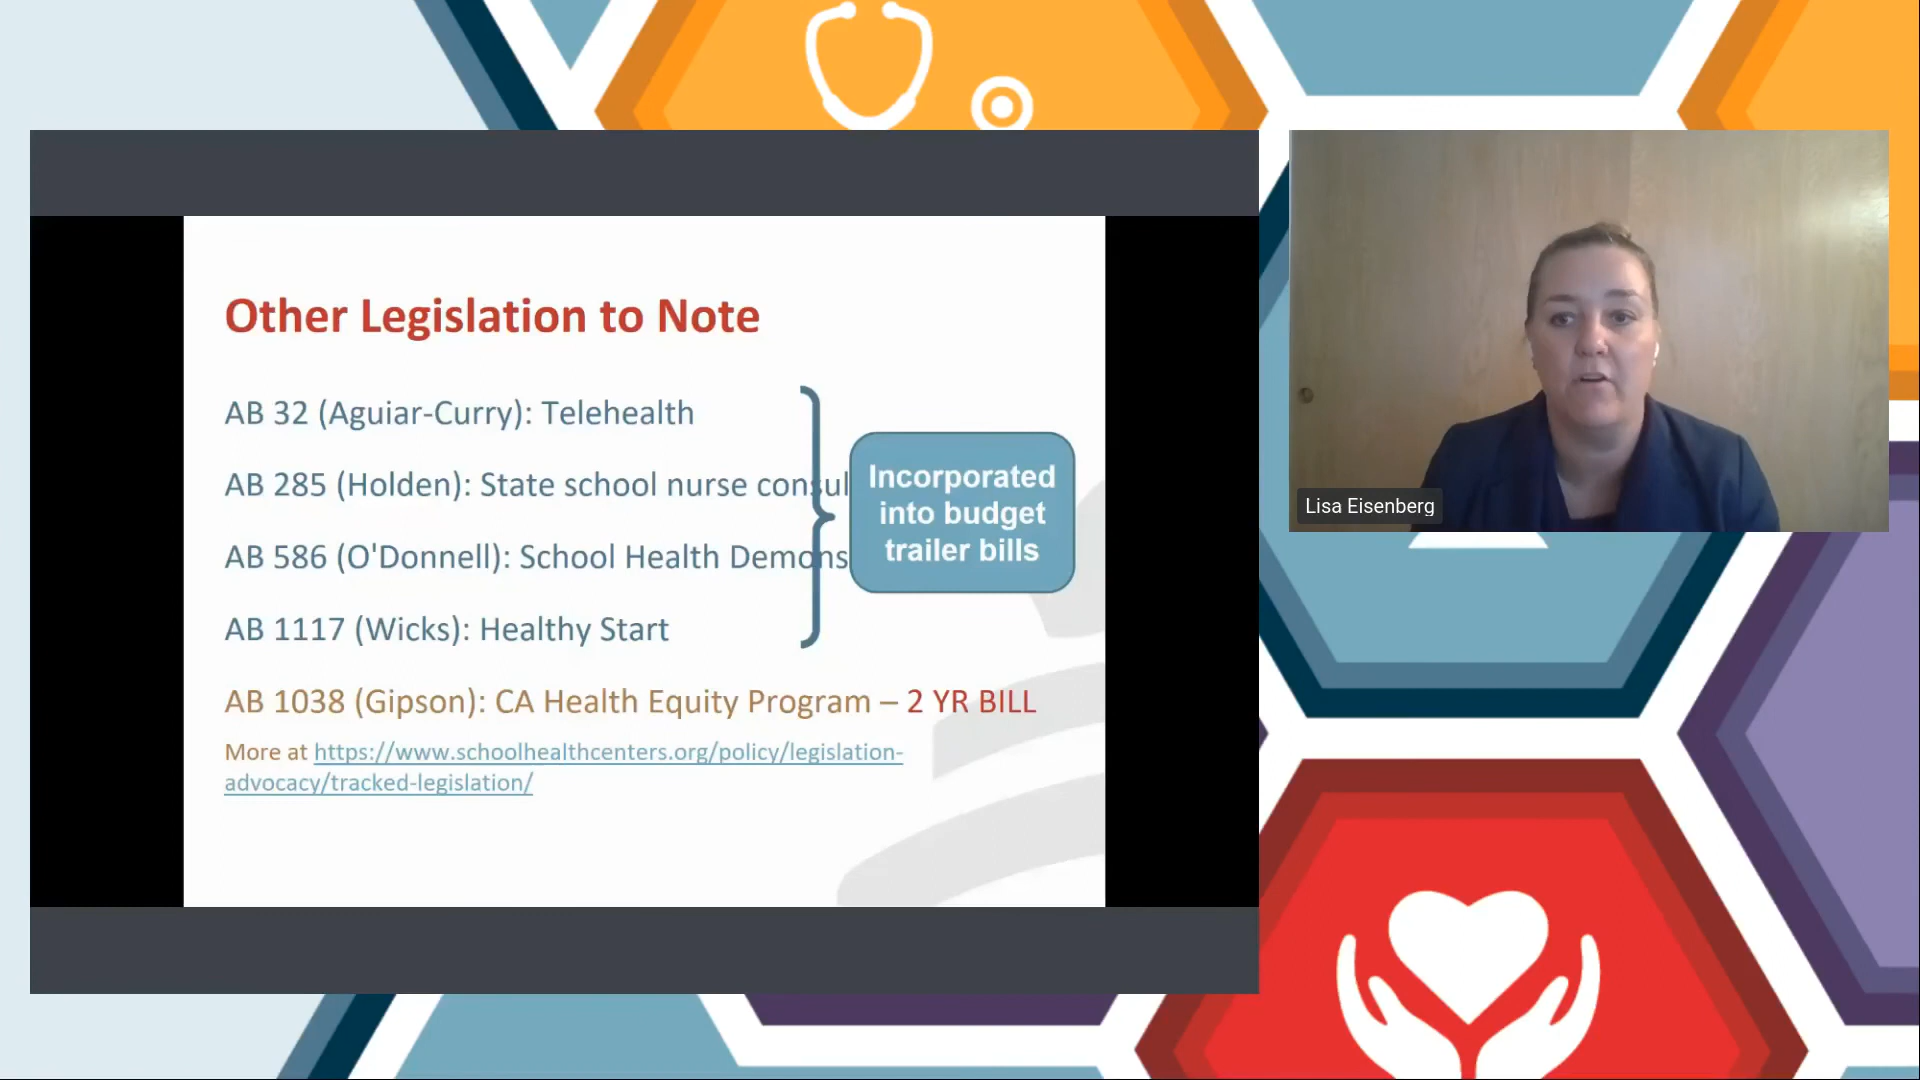 Other Legislation to Note
AB 32 (Aguiar-Curry): Telehealth
AB 285 (Holden): State school nurse consul
AB 586 (O'Donnell): School Health Demons
AB 1117 (Wicks): Healthy Start
Incorporated
into budget
trailer bills
AB 1038 (Gipson): CA Health Equity Program – 2 YR BILL
More at https://www.schoolhealthcenters.org/policy/legislation-
advocacy/tracked-legislation/
Lisa Eisenberg